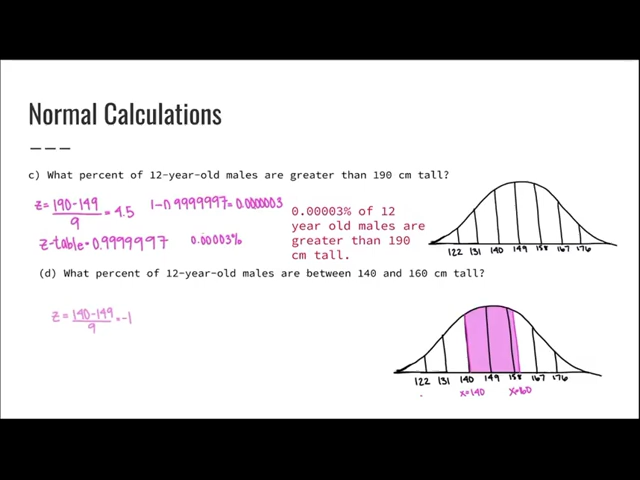 Normal Calculations
c) What percent of 12-year-old males are greater than 190 cm tall?
z= 190-149 / 9 = 4.5
1-0.9999997=0.0000003
z-table=0.9999997
0.00003%
0.00003% of 12
year old males are
greater than 190
cm tall.
122 131 140 149 158 167 176
(d) What percent of 12-year-old males are between 140 and 160 cm tall?
z= 140-149 / 9 = -1
122 131 140 149 158 167 176
x=140 x=160